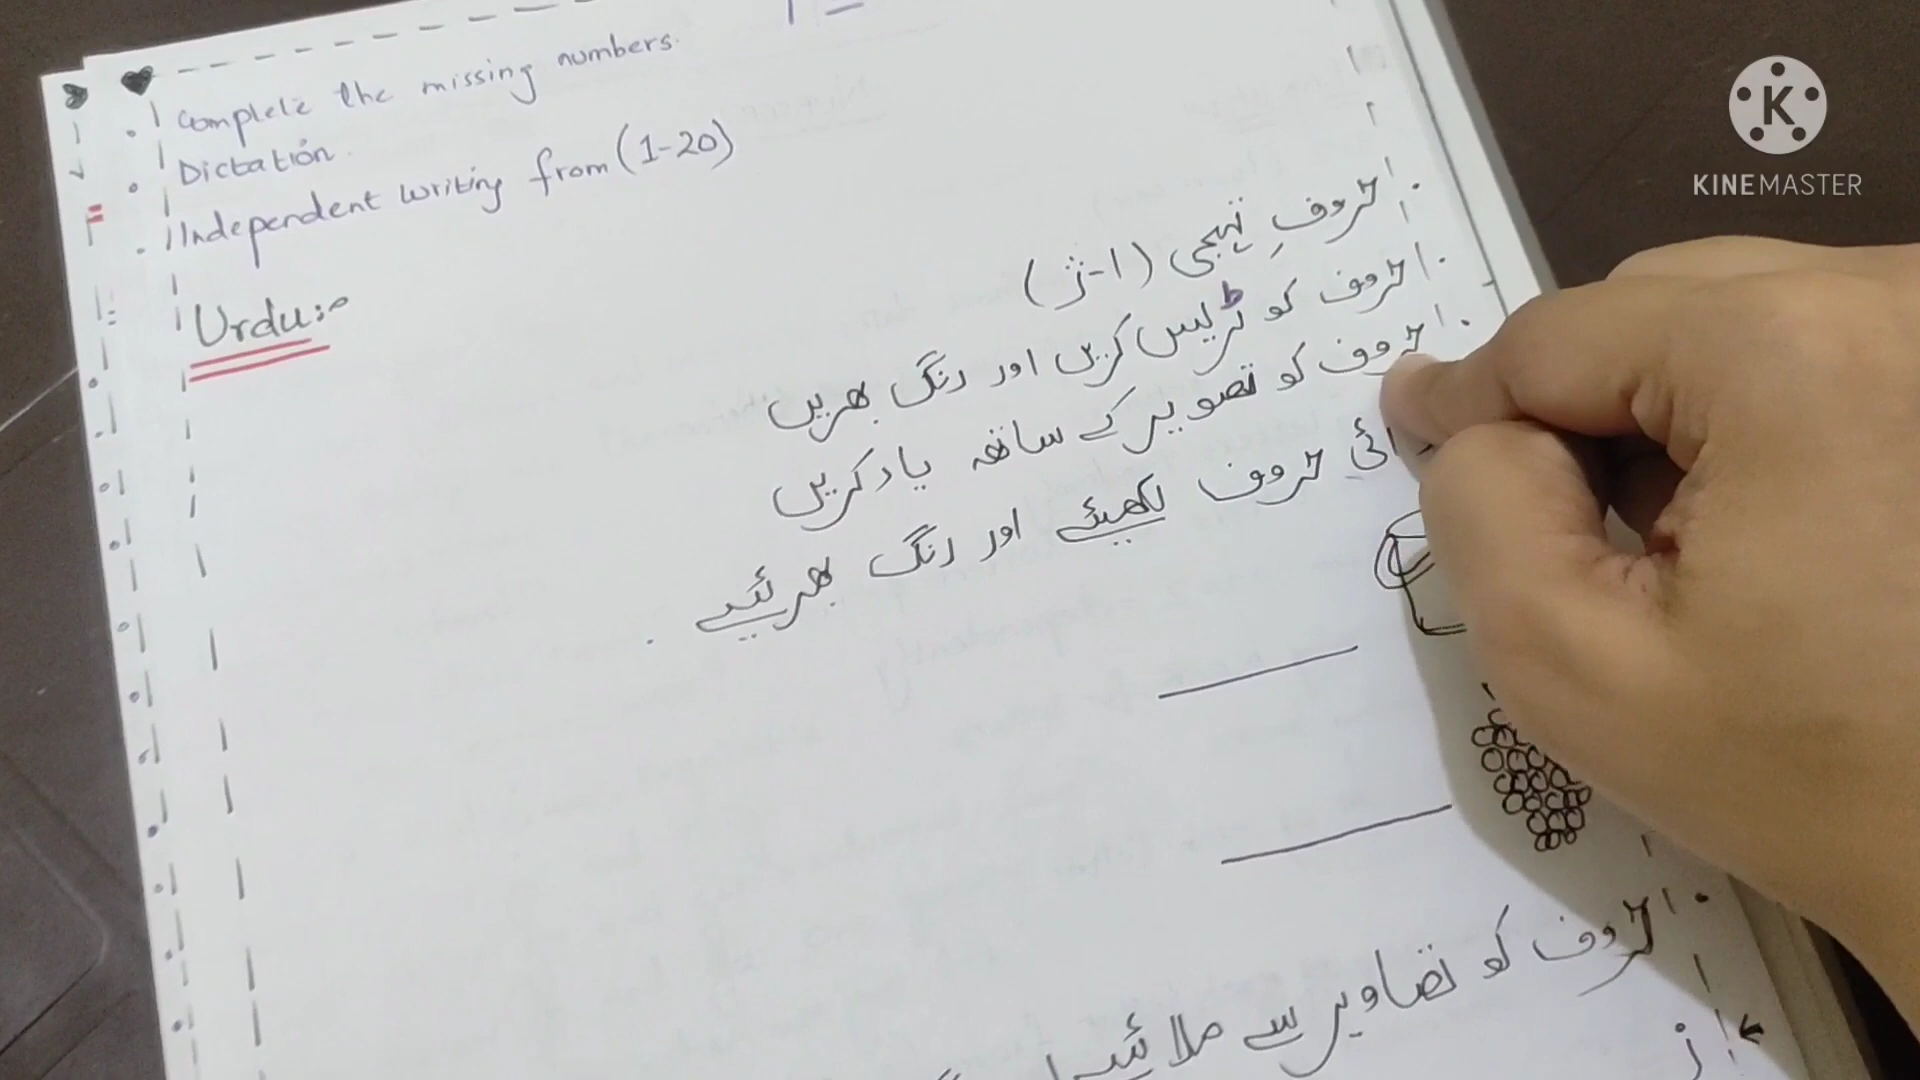 Complete the missing numbers.
Dictation.
Independent writing from (1-20)
Urdu:-
حروفِ تہجی (ا-ژ)
حروف کو ٹریس کریں اور رنگ بھریں
حروف کو تصویر کے ساتھ یاد کریں
حروف لکھیئے اور رنگ بھریئے
حروف کو تصاویر سے ملائیے
ز
KINEMASTER